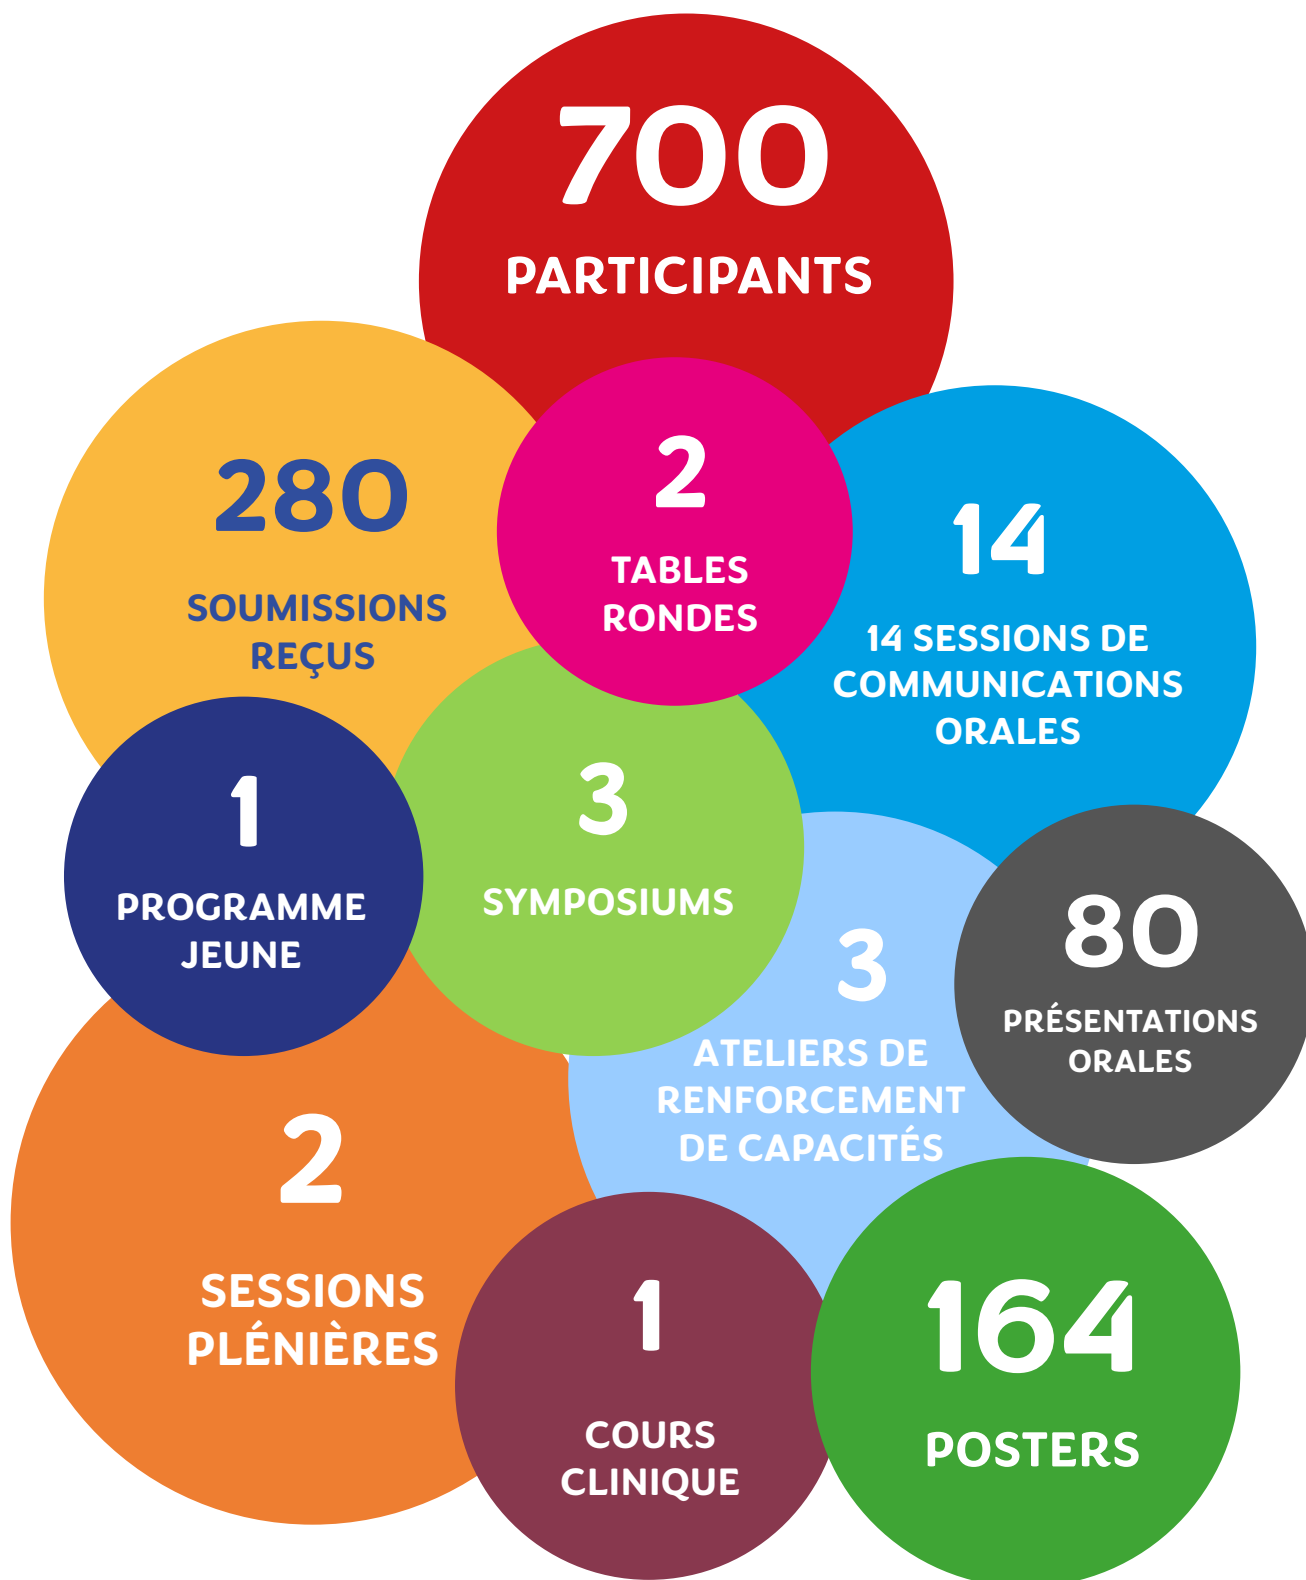 700
PARTICIPANTS
280
SOUMISSIONS
REÇUS
2
TABLES
RONDES
14
14 SESSIONS DE
COMMUNICATIONS
ORALES
1
PROGRAMME
JEUNE
3
SYMPOSIUMS
3
ATELIERS DE
RENFORCEMENT
DE CAPACITÉS
80
PRÉSENTATIONS
ORALES
2
SESSIONS
PLÉNIÈRES
1
COURS
CLINIQUE
164
POSTERS